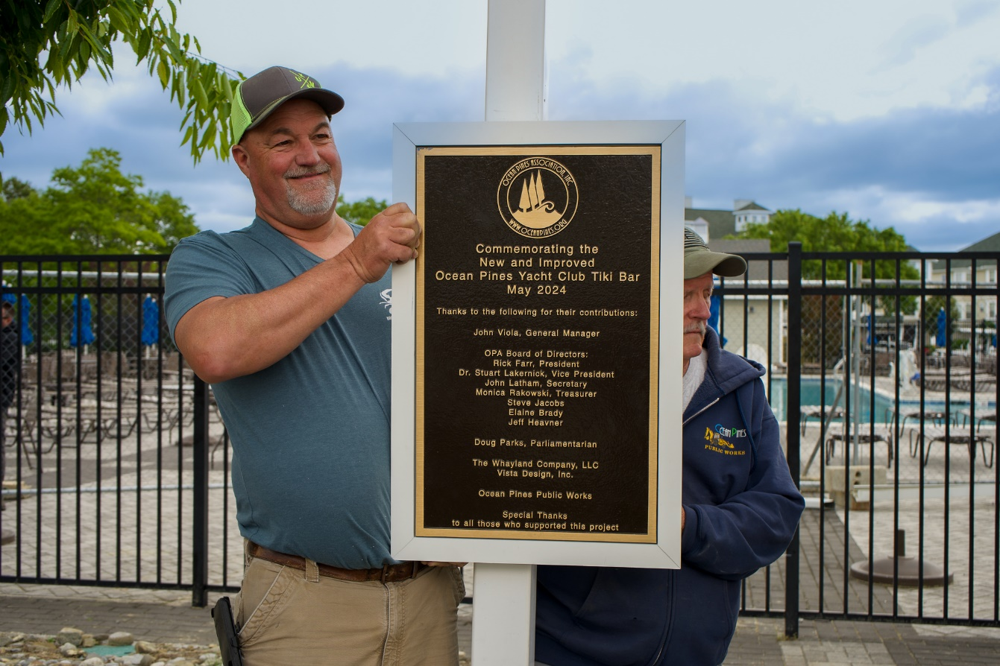 OCEAN PINES ASSOCIATION, INC
WWW.OCEANPINES.ORG
Commemorating the
New and Improved
Ocean Pines Yacht Club Tiki Bar
May 2024
Thanks to the following for their contributions:
John Viola, General Manager
OPA Board of Directors:
Rick Farr, President
Dr. Stuart Lakernick, Vice President
John Latham, Secretary
Monica Rakowski, Treasurer
Steve Jacobs
Elaine Brady
Jeff Heavner
Doug Parks, Parliamentarian
The Whayland Company, LLC
Vista Design, Inc.
Ocean Pines Public Works
Special Thanks
to all those who supported this project
OCEAN PINES
PUBLIC WORKS